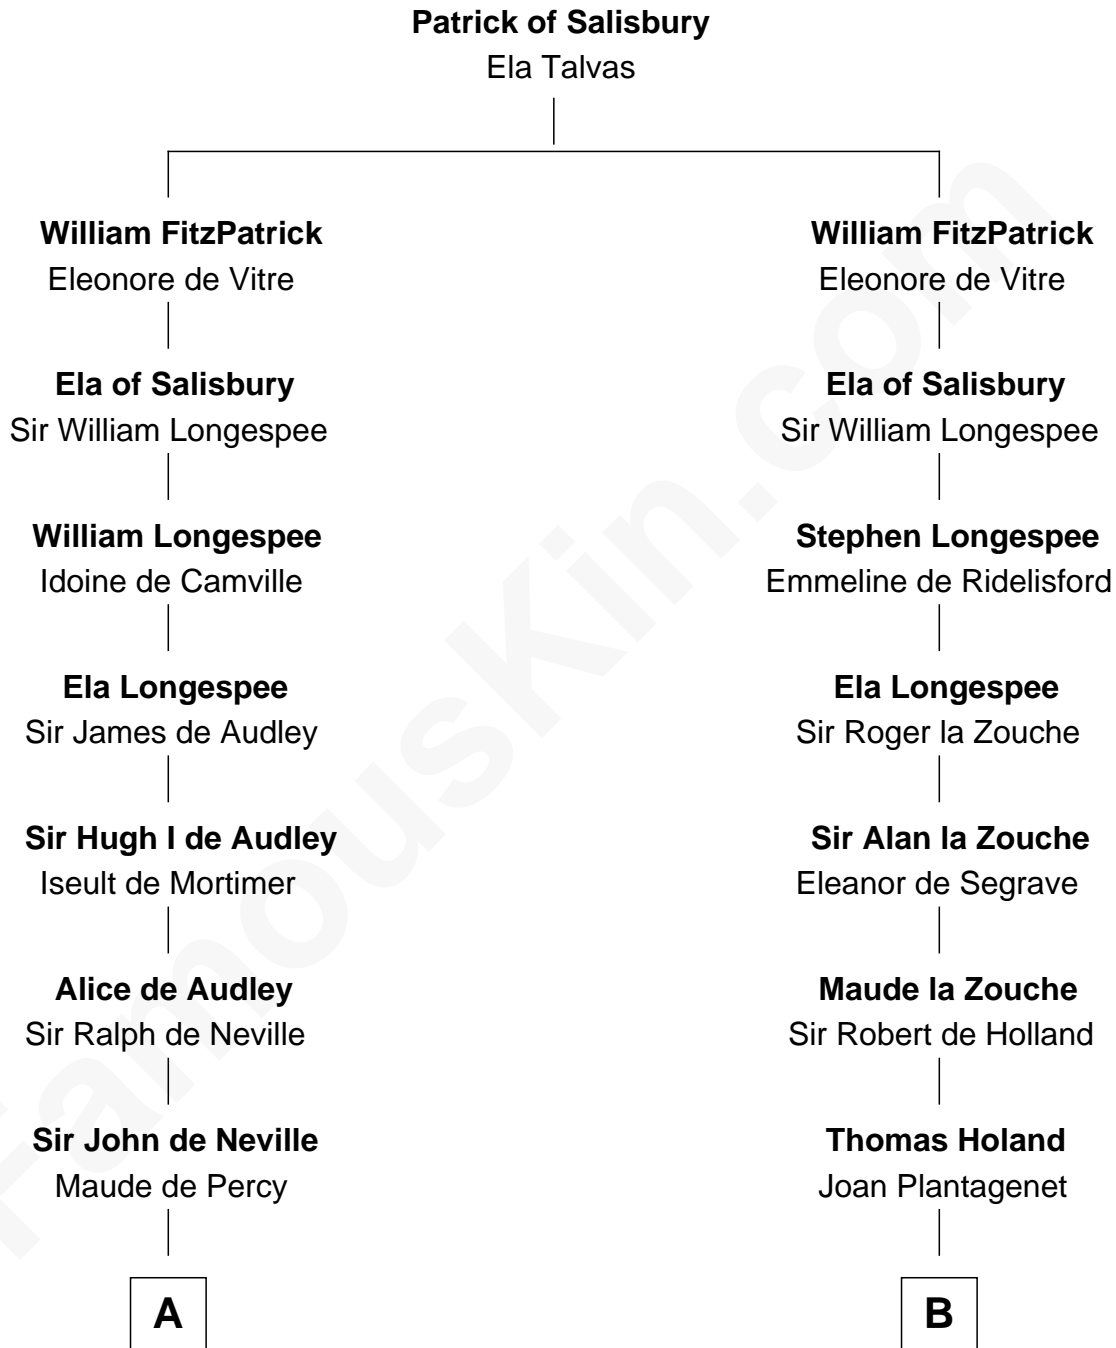 Patrick of Salisbury
Ela Talvas
William FitzPatrick
Eleonore de Vitre
William FitzPatrick
Eleonore de Vitre
Ela of Salisbury
Sir William Longespee
Ela of Salisbury
Sir William Longespee
William Longespee
Idoine de Camville
Stephen Longespee
Emmeline de Ridelisford
Ela Longespee
Sir James de Audley
Ela Longespee
Sir Roger la Zouche
Sir Hugh I de Audley
Iseult de Mortimer
Sir Alan la Zouche
Eleanor de Segrave
Alice de Audley
Sir Ralph de Neville
Maude la Zouche
Sir Robert de Holland
Sir John de Neville
Maude de Percy
Thomas Holand
Joan Plantagenet
A
B
FamousKin.com